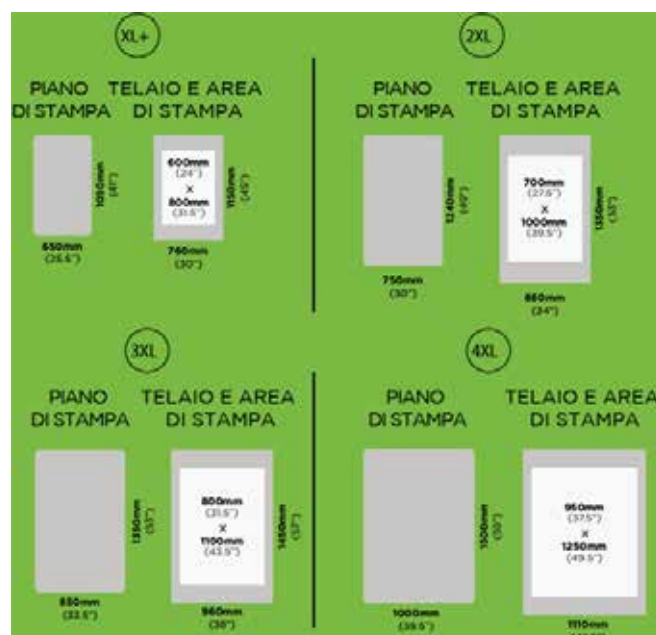 XL+
PIANO
DI STAMPA
TELAIO E AREA
DI STAMPA
1050mm
(41")
650mm
(25.5")
600mm
(24")
X
800mm
(31.5")
1150mm
(45")
760mm
(30")
2XL
PIANO
DI STAMPA
TELAIO E AREA
DI STAMPA
1240mm
(49")
750mm
(30")
700mm
(27.5")
X
1000mm
(39.5")
1350mm
(53")
860mm
(34")
3XL
PIANO
DI STAMPA
TELAIO E AREA
DI STAMPA
1350mm
(53")
850mm
(33.5")
800mm
(31.5")
X
1100mm
(43.5")
1450mm
(57")
960mm
(38")
4XL
PIANO
DI STAMPA
TELAIO E AREA
DI STAMPA
1500mm
1000mm
(39.5")
950mm
(37.5")
X
1250mm
(49.5")
1110mm